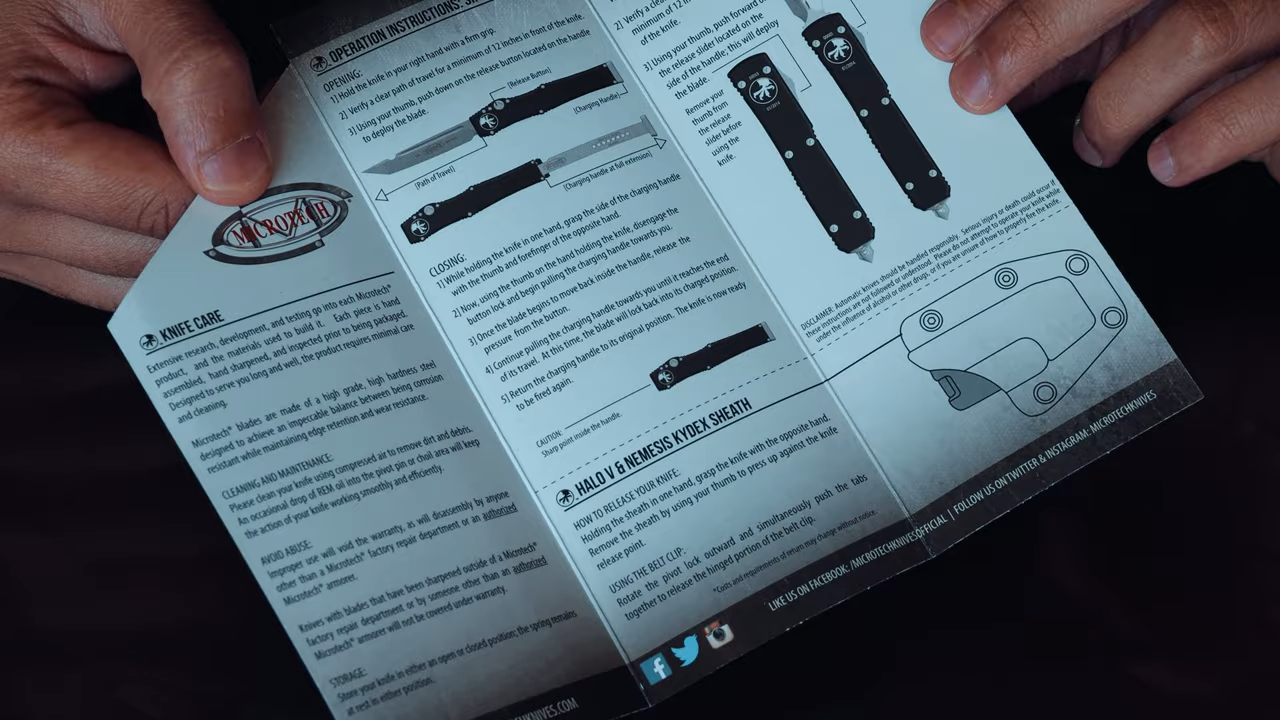 MICROTECH
KNIFE CARE
Extensive research, development, and testing go into each Microtech®
product, and the materials used to build it. Each piece is hand
assembled, hand sharpened, and inspected prior to being packaged.
Designed to serve you long and well, the product requires minimal care
and cleaning.
Microtech® blades are made of a high grade, high hardness steel
designed to achieve an impeccable balance between being corrosion
resistant while maintaining edge retention and wear resistance.
CLEANING AND MAINTENANCE:
Please clean your knife using compressed air to remove dirt and debris.
An occasional drop of REM oil into the pivot pin or choil area will keep
the action of your knife working smoothly and efficiently.
AVOID ABUSE:
Improper use will void the warranty, as will disassembly by anyone
other than a Microtech® factory repair department or an authorized
Microtech® armorer.
Knives with blades that have been sharpened outside of a Microtech®
factory repair department or by someone other than an authorized
Microtech® armorer will not be covered under warranty.
STORAGE:
Store your knife in either an open or closed position; the spring remains
at rest in either position.
OPERATION INSTRUCTIONS:
OPENING:
1] Hold the knife in your right hand with a firm grip.
2] Verify a clear path of travel for a minimum of 12 inches in front of the knife.
3] Using your thumb, push down on the release button located on the handle
to deploy the blade.
(Release Button)
(Charging Handle)
(Path of Travel)
(Charging handle at full extension)
CLOSING:
1] While holding the knife in one hand, grasp the side of the charging handle
with the thumb and forefinger of the opposite hand.
2] Now, using the thumb on the hand holding the knife, disengage the
button lock and begin pulling the charging handle towards you.
3] Once the blade begins to move back inside the handle, release the
pressure from the button.
4] Continue pulling the charging handle towards you until it reaches the end
of its travel. At this time, the blade will lock back into its charged position.
5] Return the charging handle to its original position. The knife is now ready
to be fired again.
CAUTION:
Sharp point inside the handle.
HALO V & NEMESIS KYDEX SHEATH
HOW TO RELEASE YOUR KNIFE:
Holding the sheath in one hand, grasp the knife with the opposite hand.
Remove the sheath by using your thumb to press up against the knife
release point.
USING THE BELT CLIP:
Rotate the pivot lock outward and simultaneously push the tabs
together to release the hinged portion of the belt clip.
*Costs and requirements of return may change without notice.
2] Verify a clear
minimum of 12
of the knife.
3] Using your thumb, push forward
the release slider located on the
side of the handle; this will deploy
the blade.
Remove your
thumb from
the release
slider before
using the
knife.
DISCLAIMER: Automatic knives should be handled responsibly. Serious injury or death could occur if
these instructions are not followed or understood. Please do not attempt to operate your knife while
under the influence of alcohol or other drugs, or if you are unsure of how to properly fire the knife.
LIKE US ON FACEBOOK: /MICROTECHKNIVESOFFICIAL | FOLLOW US ON TWITTER & INSTAGRAM: MICROTECHKNIVES